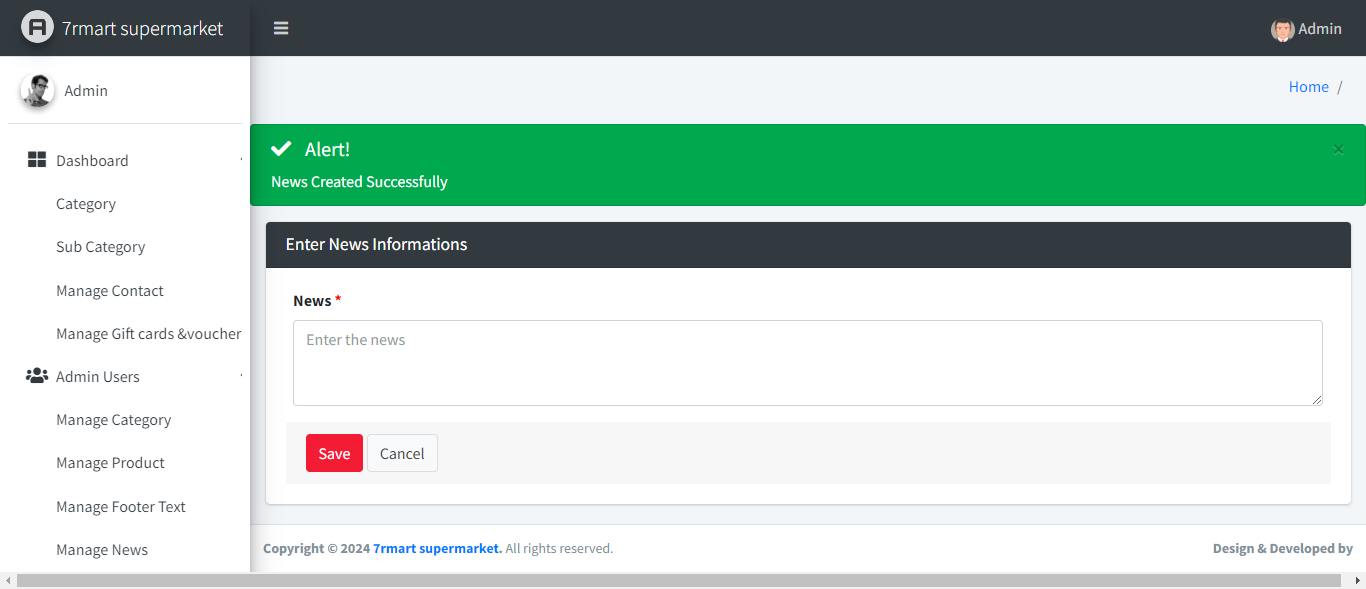 7rmart supermarket
Admin
Admin
Home /
Dashboard
Category
Sub Category
Manage Contact
Manage Gift cards &voucher
Admin Users
Manage Category
Manage Product
Manage Footer Text
Manage News
Alert!
×
News Created Successfully
Enter News Informations
News *
Enter the news
Save
Cancel
Copyright © 2024 7rmart supermarket. All rights reserved.
Design & Developed by